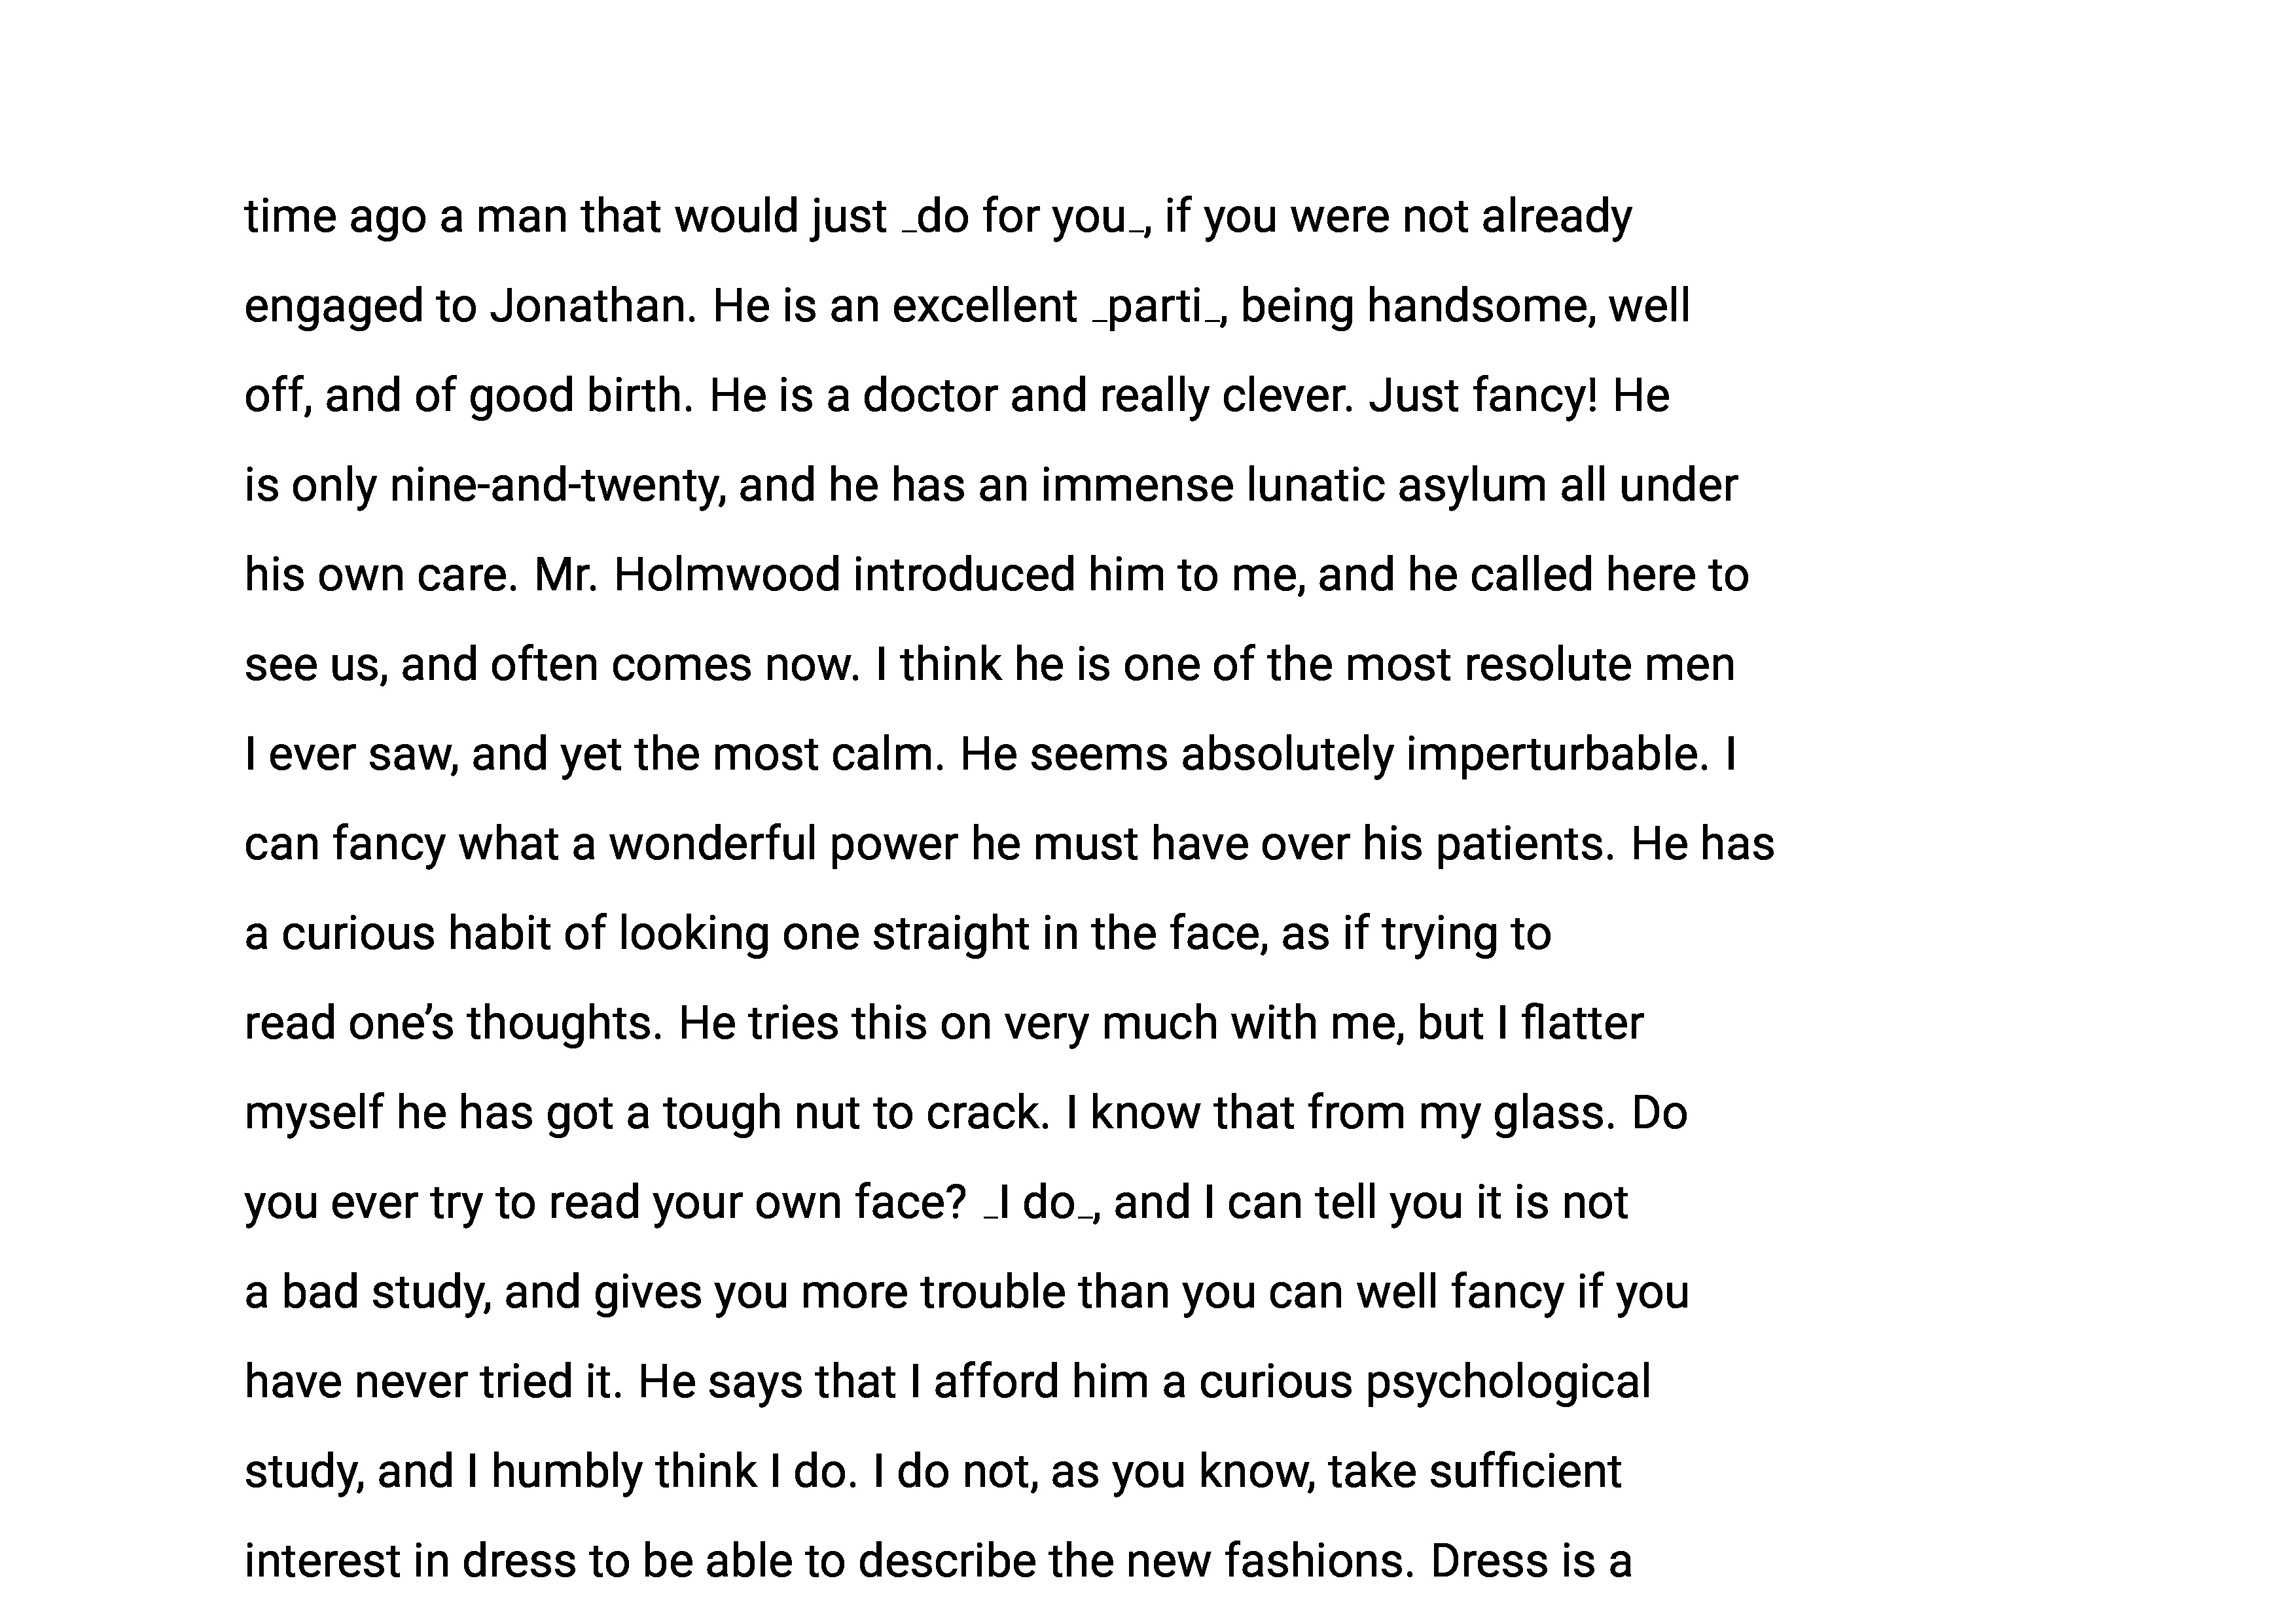 time ago a man that would just _do for you_, if you were not already
engaged to Jonathan. He is an excellent _parti_, being handsome, well
off, and of good birth. He is a doctor and really clever. Just fancy! He
is only nine-and-twenty, and he has an immense lunatic asylum all under
his own care. Mr. Holmwood introduced him to me, and he called here to
see us, and often comes now. I think he is one of the most resolute men
I ever saw, and yet the most calm. He seems absolutely imperturbable. I
can fancy what a wonderful power he must have over his patients. He has
a curious habit of looking one straight in the face, as if trying to
read one’s thoughts. He tries this on very much with me, but I flatter
myself he has got a tough nut to crack. I know that from my glass. Do
you ever try to read your own face? _I do_, and I can tell you it is not
a bad study, and gives you more trouble than you can well fancy if you
have never tried it. He says that I afford him a curious psychological
study, and I humbly think I do. I do not, as you know, take sufficient
interest in dress to be able to describe the new fashions. Dress is a